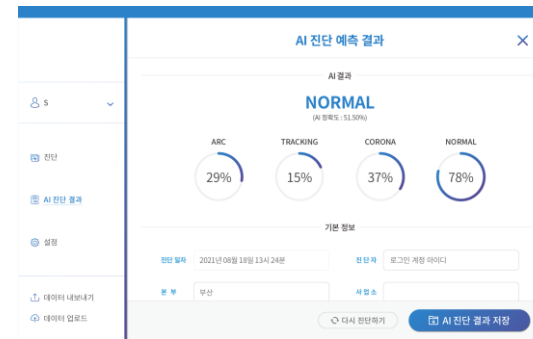 AI 진단 예측 결과
S
진단
AI 진단 결과
설정
데이터 내보내기
데이터 업로드
AI 결과
NORMAL
(AI 정확도 : 51.50%)
ARC TRACKING CORONA NORMAL
29% 15% 37% 78%
기본 정보
진단 일자 2021년 08월 18일 13시 24분 진 단 자 로그인 계정 아이디
본 부 부산 사 업 소
다시 진단하기 AI 진단 결과 저장